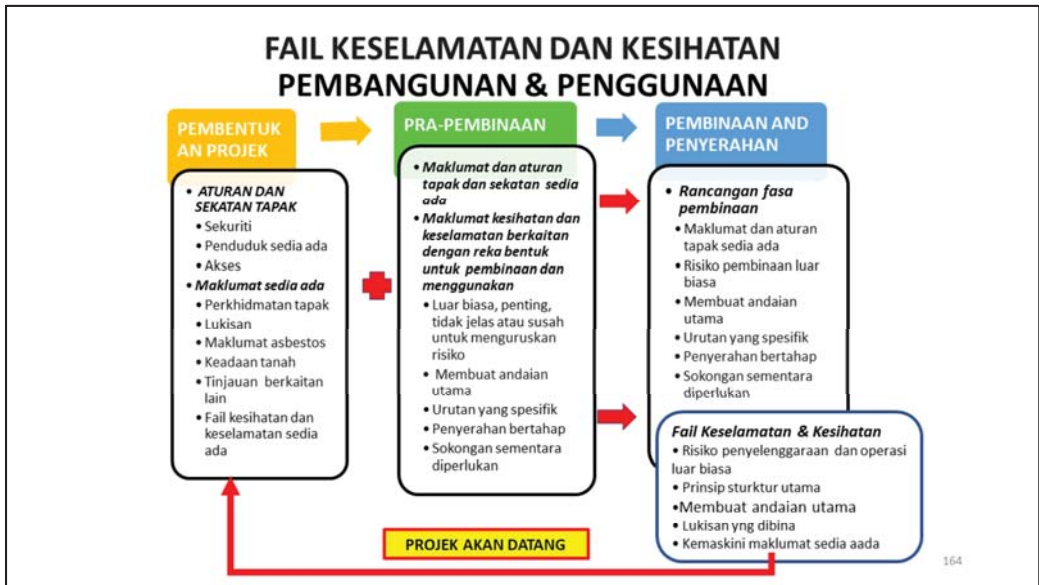 FAIL KESELAMATAN DAN KESIHATAN
PEMBANGUNAN & PENGGUNAAN
PEMBENTUK
AN PROJEK
• ATURAN DAN
SEKATAN TAPAK
• Sekuriti
• Penduduk sedia ada
• Akses
• Maklumat sedia ada
• Perkhidmatan tapak
• Lukisan
• Maklumat asbestos
• Keadaan tanah
• Tinjauan berkaitan
lain
• Fail kesihatan dan
keselamatan sedia
ada
PRA-PEMBINAAN
• Maklumat dan aturan
tapak dan sekatan sedia
ada
• Maklumat kesihatan dan
keselamatan berkaitan
dengan reka bentuk
untuk pembinaan dan
menggunakan
• Luar biasa, penting,
tidak jelas atau susah
untuk menguruskan
risiko
• Membuat andaian
utama
• Urutan yang spesifik
• Penyerahan bertahap
• Sokongan sementara
diperlukan
PEMBINAAN AND
PENYERAHAN
• Rancangan fasa
pembinaan
• Maklumat dan aturan
tapak sedia ada
• Risiko pembinaan luar
biasa
• Membuat andaian
utama
• Urutan yang spesifik
• Penyerahan bertahap
• Sokongan sementara
diperlukan
Fail Keselamatan & Kesihatan
• Risiko penyelenggaraan dan operasi
luar biasa
• Prinsip sturktur utama
• Membuat andaian utama
• Lukisan yng dibina
• Kemaskini maklumat sedia aada
PROJEK AKAN DATANG
164